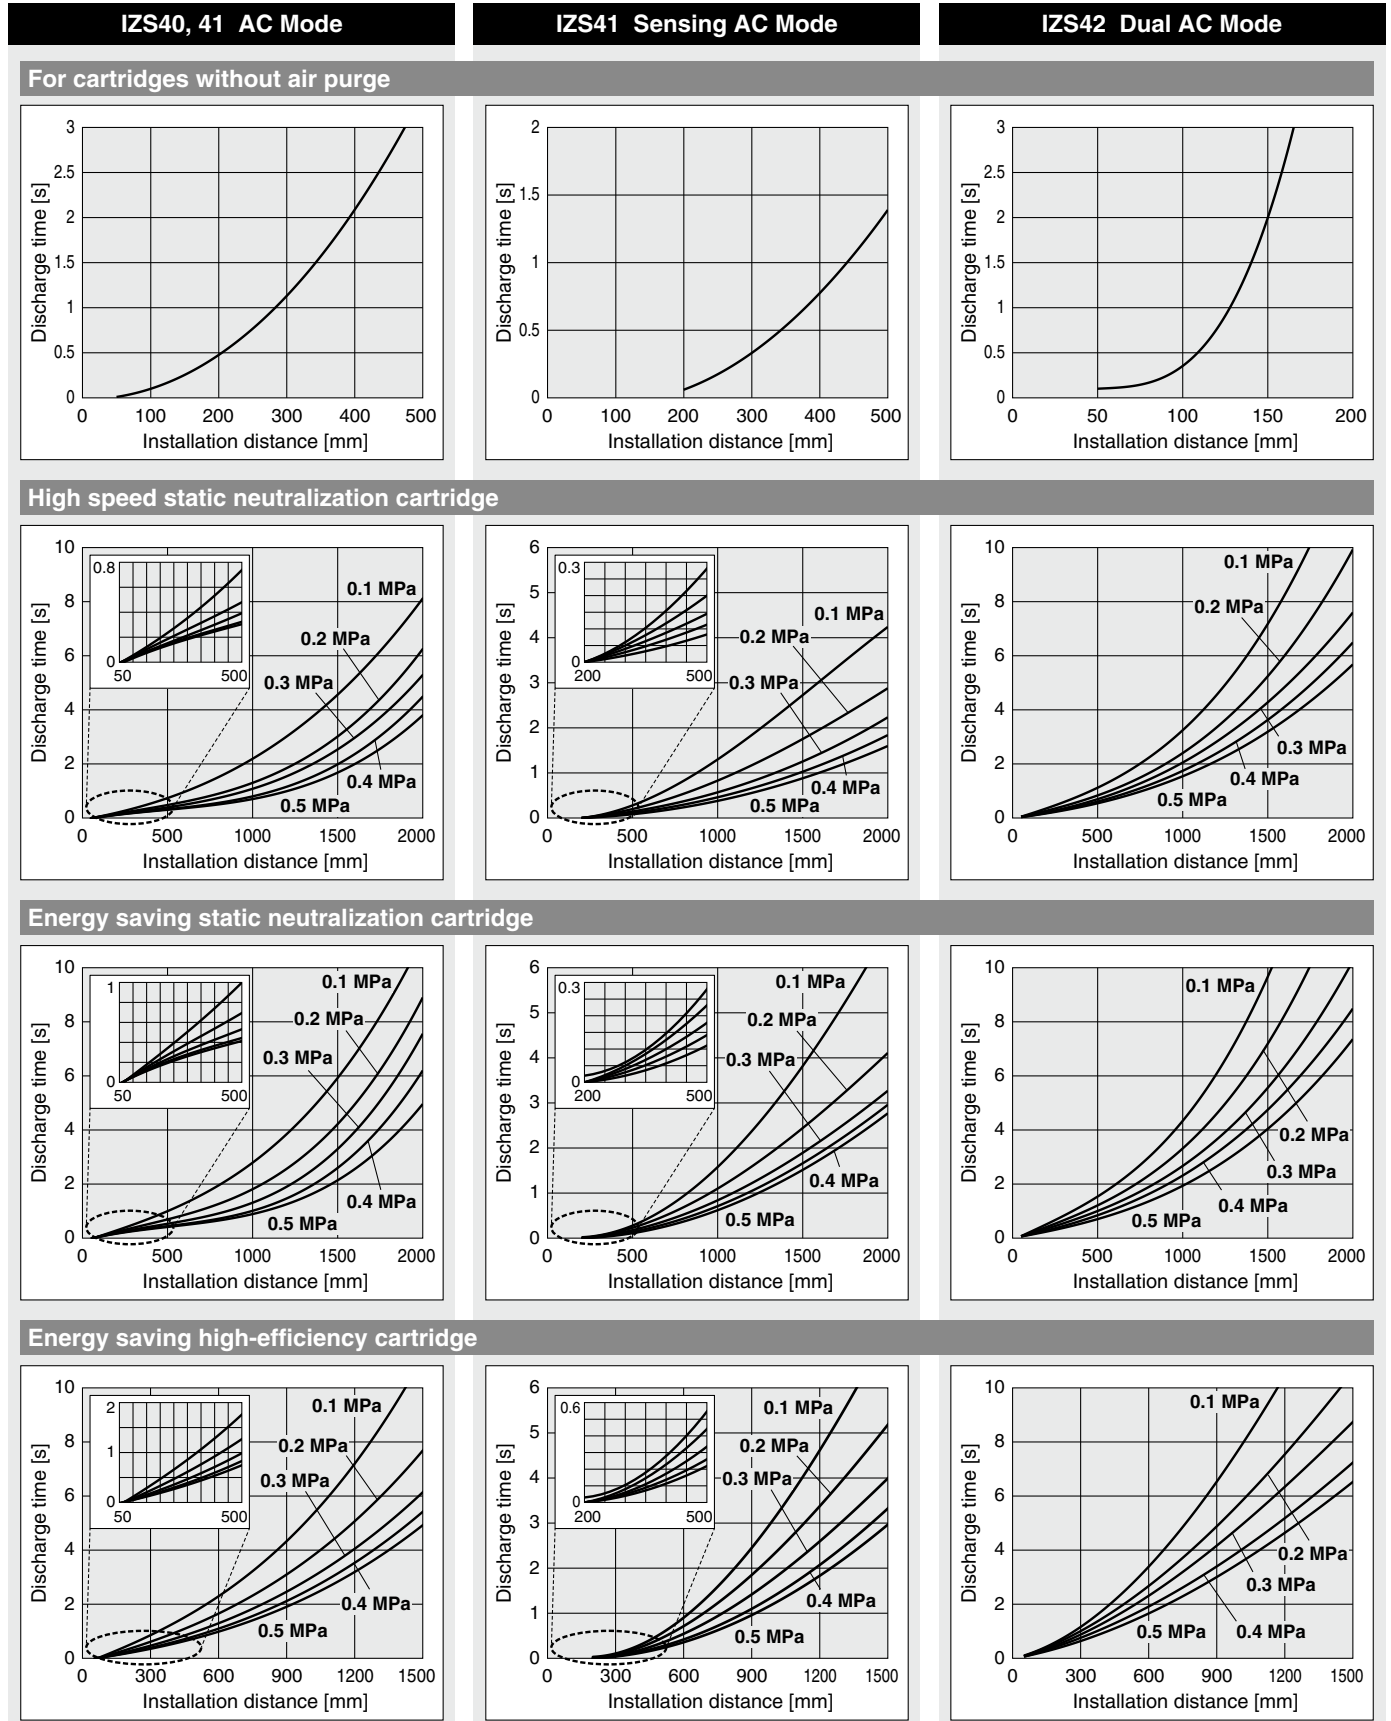 IZS40, 41 AC Mode
IZS41 Sensing AC Mode
IZS42 Dual AC Mode
For cartridges without air purge
3
2.5
2
1.5
1
0.5
0
Discharge time [s]
0 100 200 300 400 500
Installation distance [mm]
2
1.5
1
0.5
0
Discharge time [s]
0 100 200 300 400 500
Installation distance [mm]
3
2.5
2
1.5
1
0.5
0
Discharge time [s]
0 50 100 150 200
Installation distance [mm]
High speed static neutralization cartridge
10
8
6
4
2
0
Discharge time [s]
0.8
0
50 500
0.1 MPa
0.2 MPa
0.3 MPa
0.4 MPa
0.5 MPa
0 500 1000 1500 2000
Installation distance [mm]
6
5
4
3
2
1
0
Discharge time [s]
0.3
0
200 500
0.1 MPa
0.2 MPa
0.3 MPa
0.4 MPa
0.5 MPa
0 500 1000 1500 2000
Installation distance [mm]
10
8
6
4
2
0
Discharge time [s]
0.1 MPa
0.2 MPa
0.3 MPa
0.4 MPa
0.5 MPa
0 500 1000 1500 2000
Installation distance [mm]
Energy saving static neutralization cartridge
10
8
6
4
2
0
Discharge time [s]
1
0
50 500
0.1 MPa
0.2 MPa
0.3 MPa
0.4 MPa
0.5 MPa
0 500 1000 1500 2000
Installation distance [mm]
6
5
4
3
2
1
0
Discharge time [s]
0.3
0
200 500
0.1 MPa
0.2 MPa
0.3 MPa
0.4 MPa
0.5 MPa
0 500 1000 1500 2000
Installation distance [mm]
10
8
6
4
2
0
Discharge time [s]
0.1 MPa
0.2 MPa
0.3 MPa
0.4 MPa
0.5 MPa
0 500 1000 1500 2000
Installation distance [mm]
Energy saving high-efficiency cartridge
10
8
6
4
2
0
Discharge time [s]
2
1
0
50 500
0.1 MPa
0.2 MPa
0.3 MPa
0.4 MPa
0.5 MPa
0 300 600 900 1200 1500
Installation distance [mm]
6
5
4
3
2
1
0
Discharge time [s]
0.6
0
200 500
0.1 MPa
0.2 MPa
0.3 MPa
0.4 MPa
0.5 MPa
0 300 600 900 1200 1500
Installation distance [mm]
10
8
6
4
2
0
Discharge time [s]
0.1 MPa
0.2 MPa
0.3 MPa
0.5 MPa 0.4 MPa
0 300 600 900 1200 1500
Installation distance [mm]